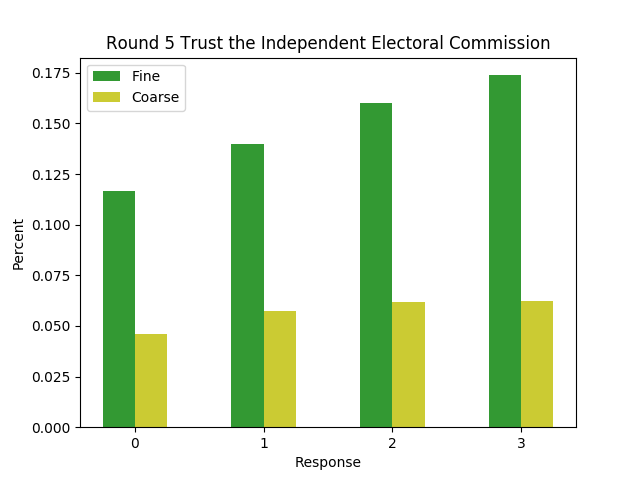 Round 5 Trust the Independent Electoral Commission
Fine
Coarse
Percent
0.175
0.150
0.125
0.100
0.075
0.050
0.025
0.000
0 1 2 3
Response